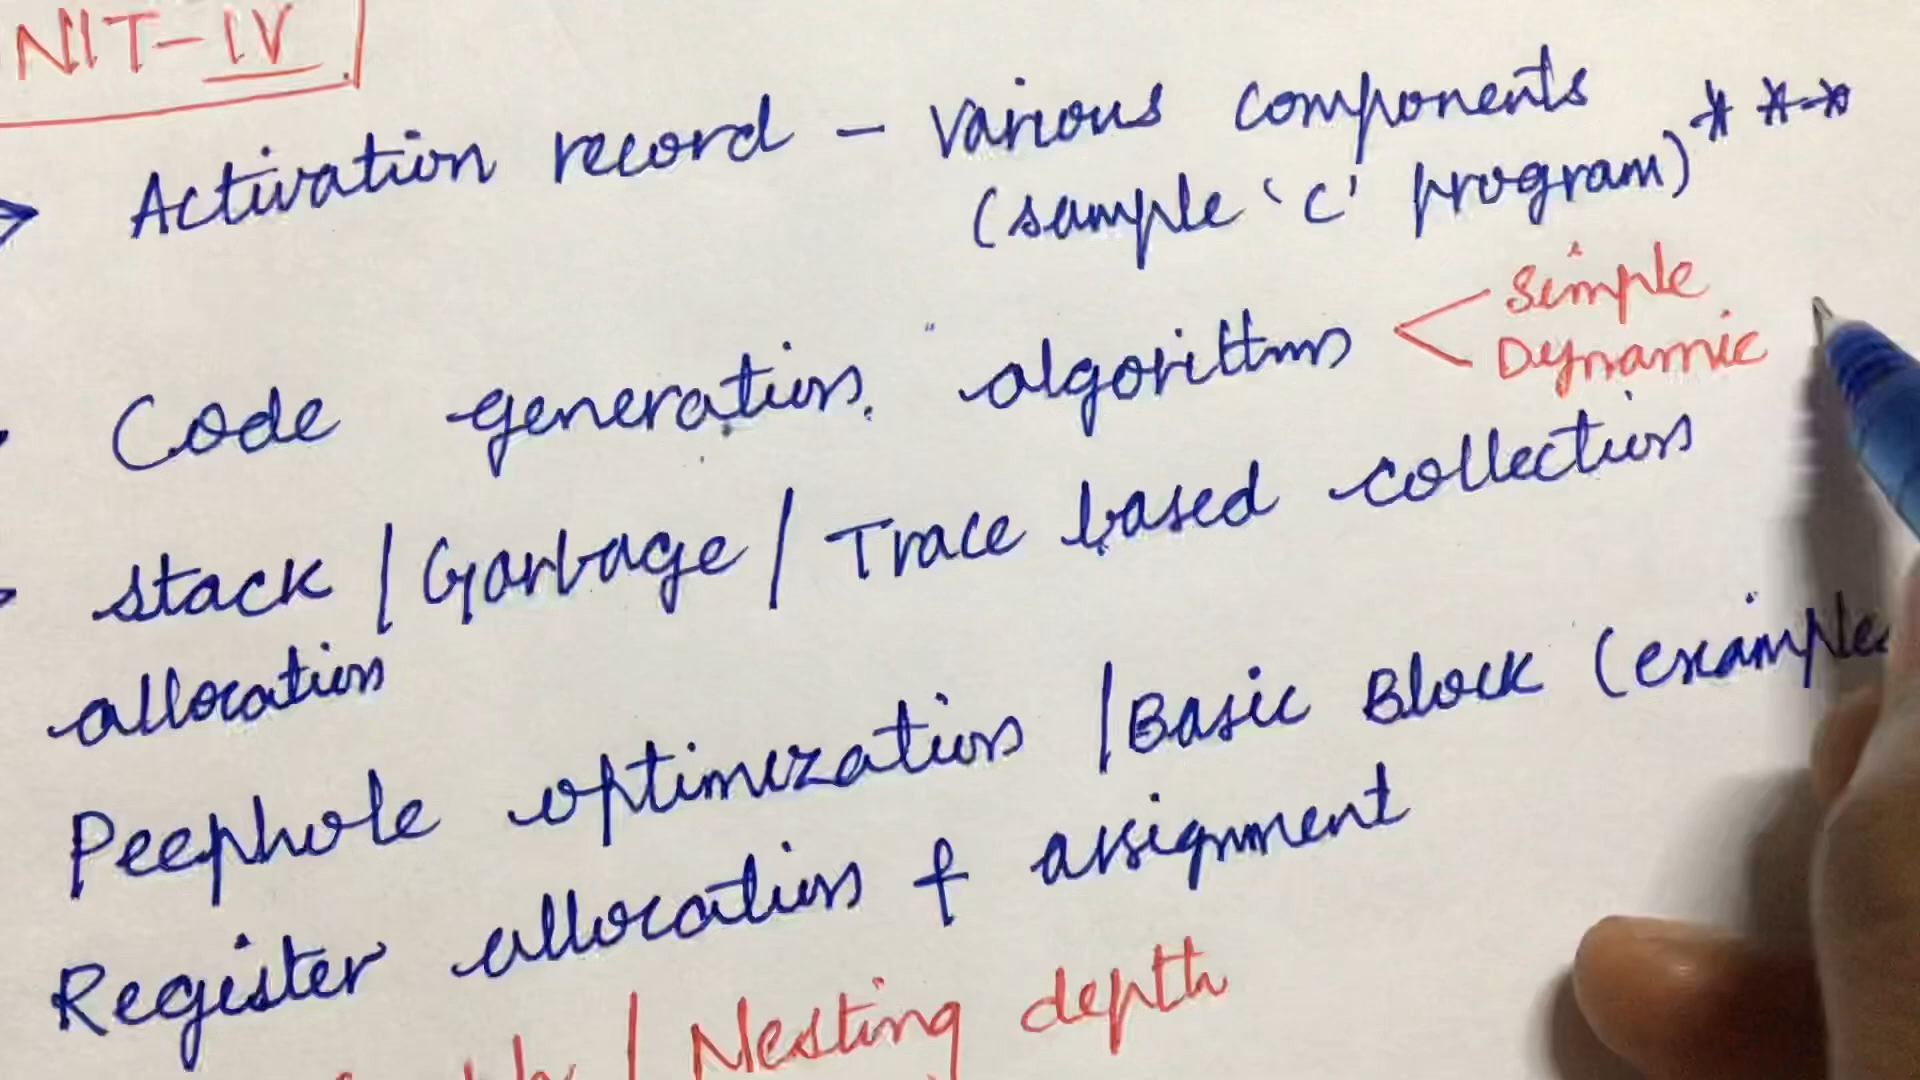 NIT-IV
Activation record - Various components ***
(sample 'C' program)
Code generation algorithms
Simple
Dynamic
Stack / Garbage / Trace based collection
allocation
Peephole optimization / Basic Block (examples
Register allocation & assignment
/ Nesting depth